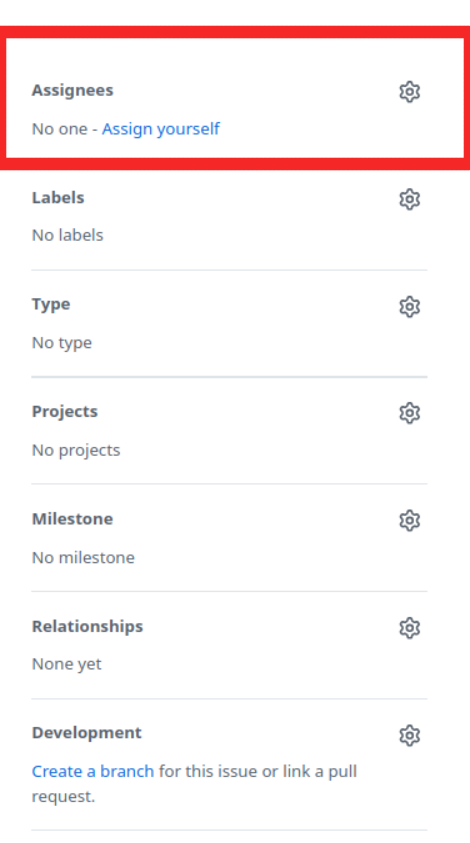 Assignees
No one - Assign yourself
Labels
No labels
Type
No type
Projects
No projects
Milestone
No milestone
Relationships
None yet
Development
Create a branch for this issue or link a pull
request.